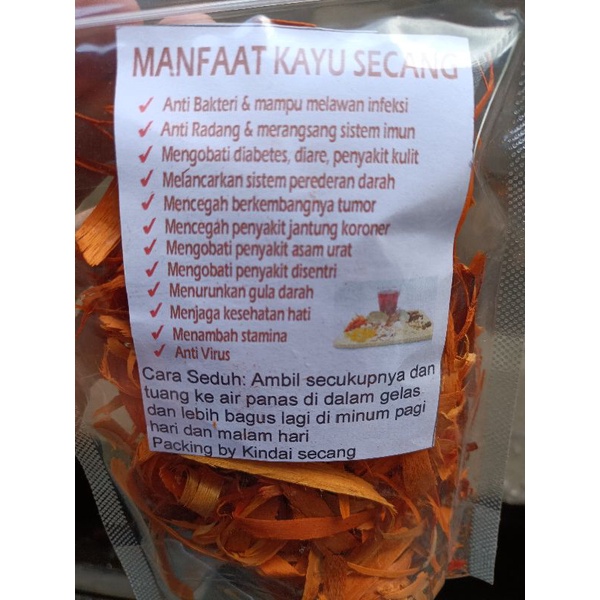 MANFAAT KAYU SECANG
✓ Anti Bakteri & mampu melawan infeksi
✓ Anti Radang & merangsang sistem imun
✓ Mengobati diabetes, diare, penyakit kulit
✓ Melancarkan sistem perederan darah
✓ Mencegah berkembangnya tumor
✓ Mencegah penyakit jantung koroner
✓ Mengobati penyakit asam urat
✓ Mengobati penyakit disentri
✓ Menurunkan gula darah
✓ Menjaga kesehatan hati
✓ Menambah stamina
✓ Anti Virus
Cara Seduh: Ambil secukupnya dan
tuang ke air panas di dalam gelas
dan lebih bagus lagi di minum pagi
hari dan malam hari
Packing by Kindai secang